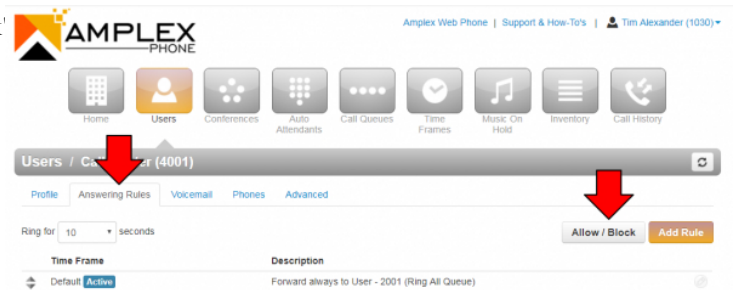 AMPLEX
PHONE
Amplex Web Phone | Support & How-To's | Tim Alexander (1030)
Home
Users
Conferences
Auto Attendants
Call Queues
Time Frames
Music On Hold
Inventory
Call History
Users / (4001)
Profile Answering Rules Voicemail Phones Advanced
Ring for 10 seconds
Allow / Block Add Rule
Time Frame Description
Default Active Forward always to User - 2001 (Ring All Queue)